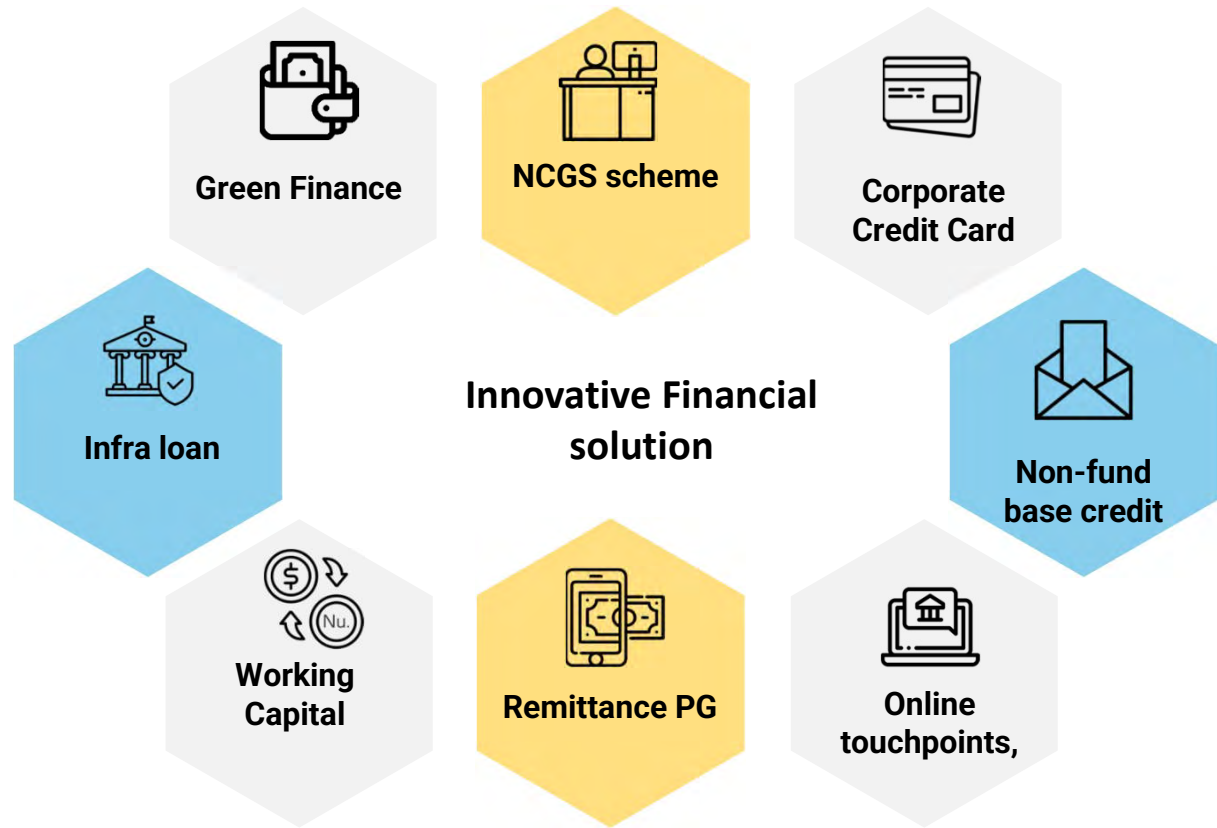 Green Finance
NCGS scheme
Corporate
Credit Card
Infra loan
Innovative Financial
solution
Non-fund
base credit
$
Nu.
Working
Capital
Remittance PG
Online
touchpoints,